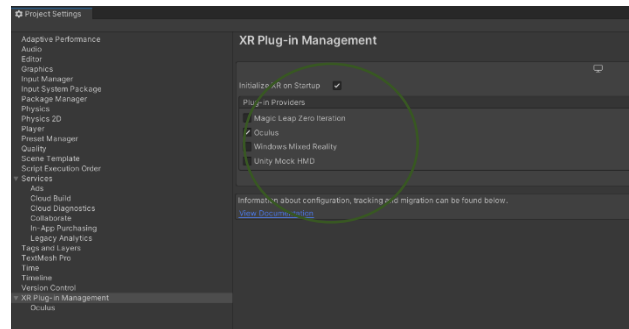 Project Settings
Adaptive Performance
Audio
Editor
Graphics
Input Manager
Input System Package
Package Manager
Physics
Physics 2D
Player
Preset Manager
Quality
Scene Template
Script Execution Order
Services
Ads
Cloud Build
Cloud Diagnostics
Collaborate
In-App Purchasing
Legacy Analytics
Tags and Layers
TextMesh Pro
Time
Timeline
Version Control
XR Plug-in Management
Oculus
XR Plug-in Management
Initialize XR on Startup
Plug-in Providers
Magic Leap Zero Iteration
Oculus
Windows Mixed Reality
Unity Mock HMD
Information about configuration, tracking and migration can be found below.
View Documentation